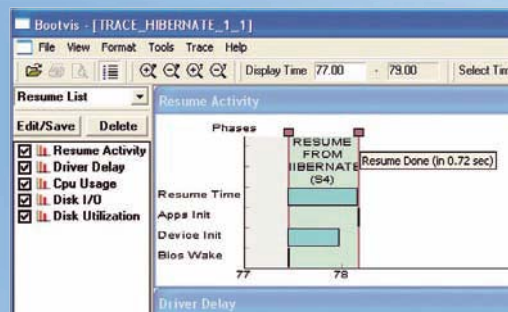 Bootvis - [TRACE_HIBERNATE_1_1]
File View Format Tools Trace Help
Display Time 77.00 - 79.00 Select Tim
Resume List
Edit/Save Delete
Resume Activity
Driver Delay
Cpu Usage
Disk I/O
Disk Utilization
Resume Activity
Phases
RESUME
FROM
HIBERNATE
(S4)
Resume Done (in 0.72 sec)
Resume Time
Apps Init
Device Init
Bios Wake
77 78
Driver Delay